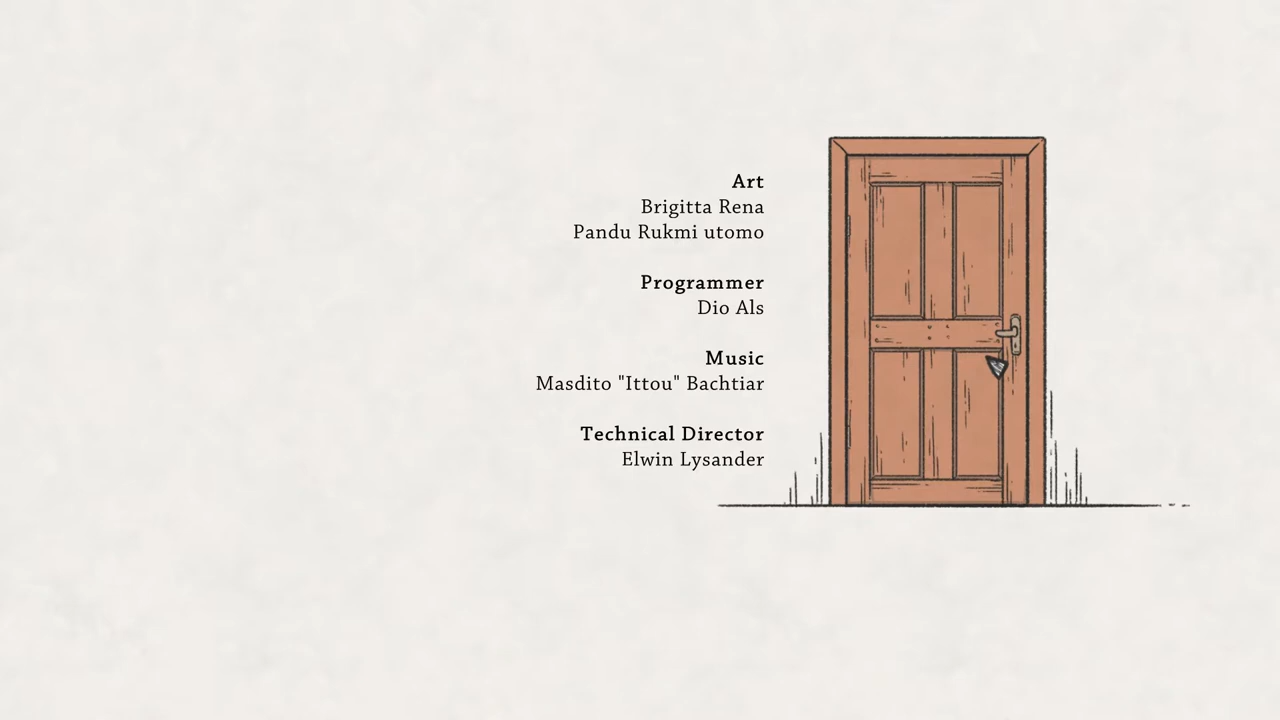 Art
Brigitta Rena
Pandu Rukmi utomo
Programmer
Dio Als
Music
Masdito "Ittou" Bachtiar
Technical Director
Elwin Lysander